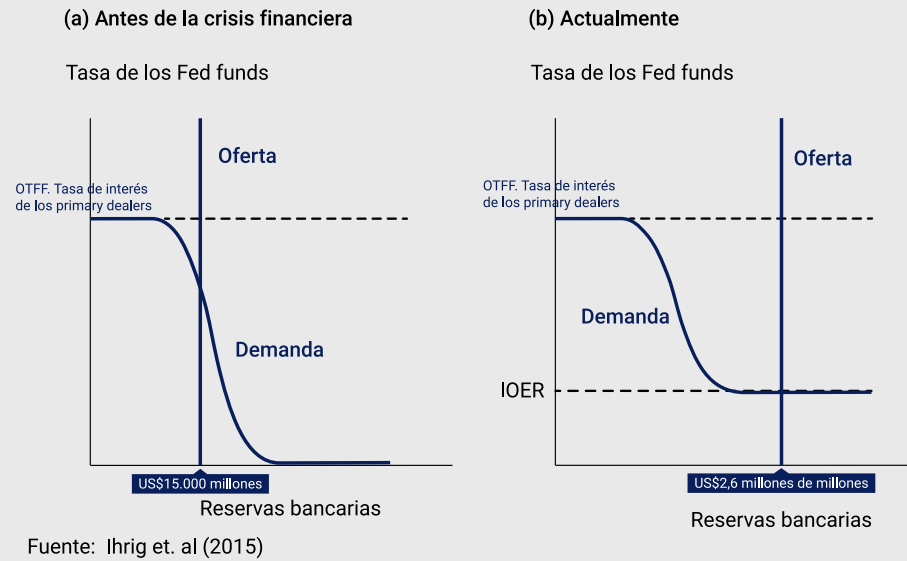 (a) Antes de la crisis financiera
Tasa de los Fed funds
Oferta
OTFF. Tasa de interés
de los primary dealers
Demanda
US$15.000 millones
Reservas bancarias
(b) Actualmente
Tasa de los Fed funds
Oferta
OTFF. Tasa de interés
de los primary dealers
Demanda
IOER
US$2,6 millones de millones
Reservas bancarias
Fuente: Ihrig et. al (2015)